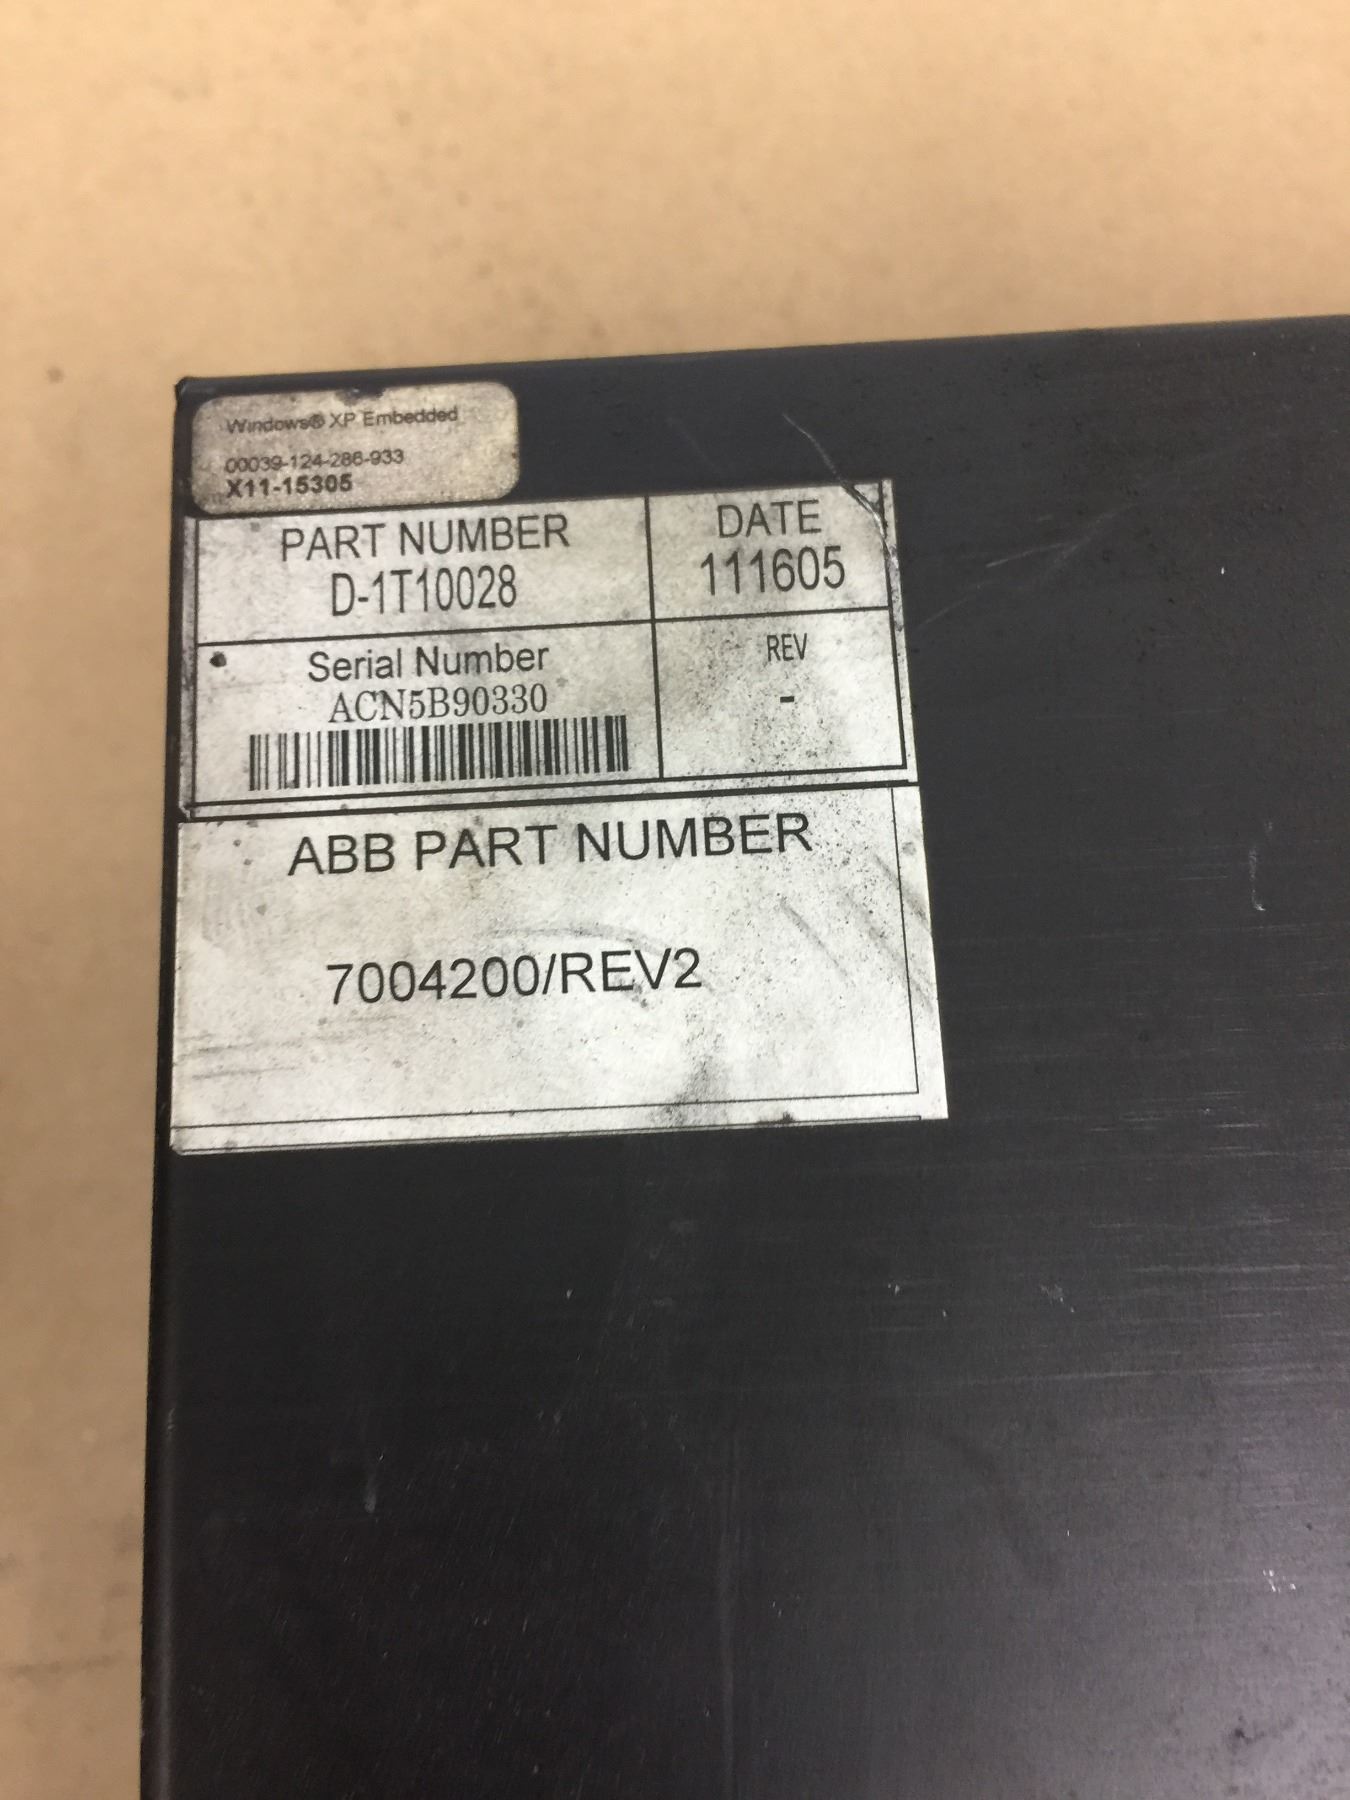 Windows® XP Embedded
00039-124-286-933
X11-15305
PART NUMBER
D-1T10028
DATE
111605
Serial Number
ACN5B90330
REV
-
ABB PART NUMBER
7004200/REV2